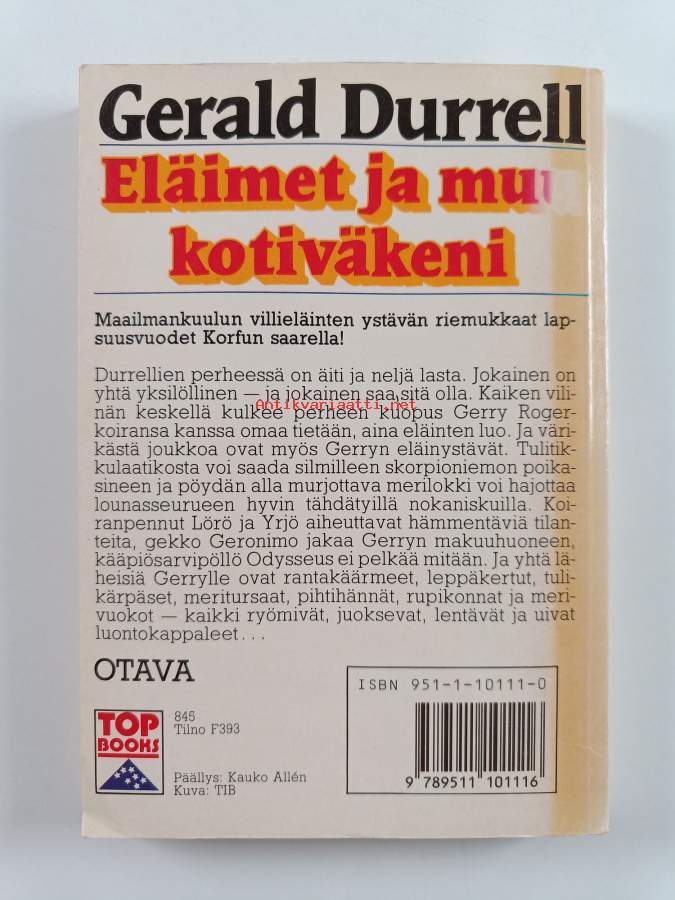 Gerald Durrell
Eläimet ja muu
kotiväkeni
Maailmankuulun villieläinten ystävän riemukkaat lap-
suusvuodet Korfun saarella!
Durrellien perheessä on äiti ja neljä lasta. Jokainen on
yhtä yksilöllinen — ja jokainen saa sitä olla. Kaiken vili-
nän keskellä kulkee perheen kuopus Gerry Roger-
Antikvariaatti.net
koiransa kanssa omaa tietään, aina eläinten luo. Ja väri-
kästä joukkoa ovat myös Gerryn eläinystävät. Tulitik-
kulaatikosta voi saada silmilleen skorpioniemon poika-
sineen ja pöydän alla murjottava merilokki voi hajottaa
lounasseurueen hyvin tähdätyillä nokaniskuilla. Koi-
ranpennut Lörö ja Yrjö aiheuttavat hämmentäviä tilan-
teita, gekko Geronimo jakaa Gerryn makuuhuoneen,
kääpiösarvipöllö Odysseus ei pelkää mitään. Ja yhtä lä-
heisiä Gerrylle ovat rantakäärmeet, leppäkertut, tuli-
kärpäset, meritursaat, pihtihännät, rupikonnat ja meri-
vuokot — kaikki ryömivät, juoksevat, lentävät ja uivat
luontokappaleet...
OTAVA
ISBN 951-1-10111-0
TOP
BOOKS
845
Tilno F393
Päällys: Kauko Allén
Kuva: TIB
9 789511 101116